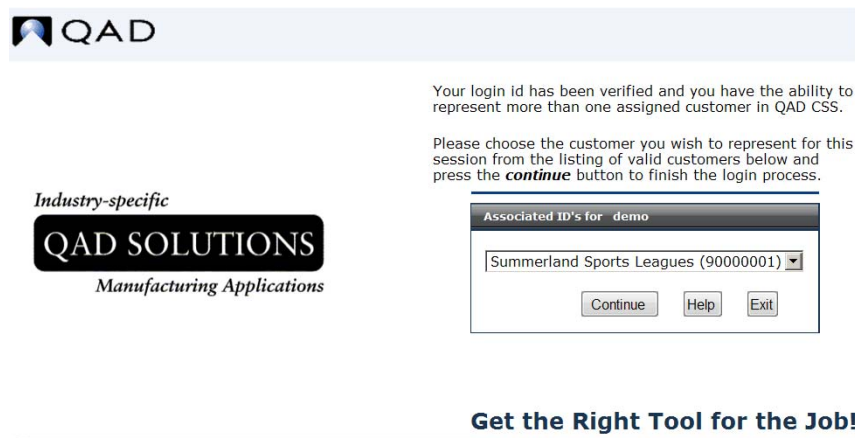 QAD
Your login id has been verified and you have the ability to
represent more than one assigned customer in QAD CSS.
Please choose the customer you wish to represent for this
session from the listing of valid customers below and
press the continue button to finish the login process.
Industry-specific
QAD SOLUTIONS
Manufacturing Applications
Associated ID's for demo
Summerland Sports Leagues (90000001)
Continue Help Exit
Get the Right Tool for the Job!